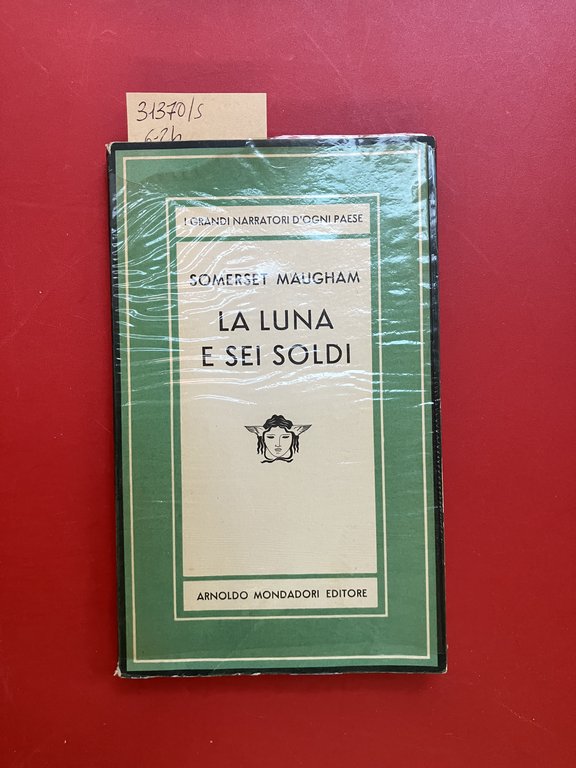 31370/S
I GRANDI NARRATORI D'OGNI PAESE
SOMERSET MAUGHAM
LA LUNA
E SEI SOLDI
ARNOLDO MONDADORI EDITORE